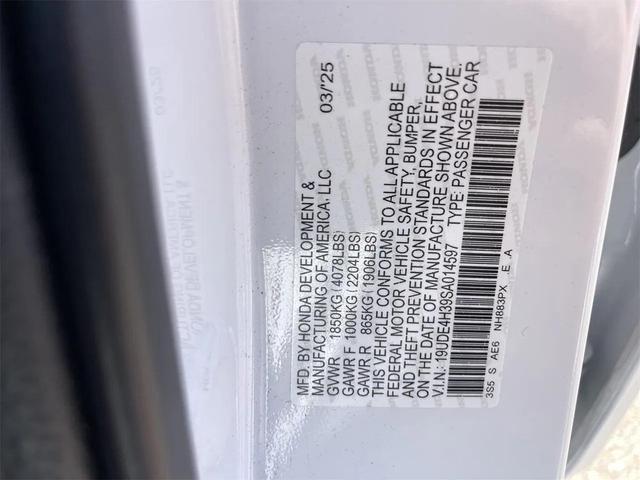 MFD. BY HONDA DEVELOPMENT & 03/25
MANUFACTURING OF AMERICA, LLC
GVWR 1850KG(4078LBS)
GAWR F 1000KG(2204LBS)
GAWR R 865KG(1906LBS)
THIS VEHICLE CONFORMS TO ALL APPLICABLE
FEDERAL MOTOR VEHICLE SAFETY, BUMPER,
AND THEFT PREVENTION STANDARDS IN EFFECT
ON THE DATE OF MANUFACTURE SHOWN ABOVE.
V.I.N.: 19UDE4H39SA014697 TYPE: PASSENGER CAR
3S5 S AE6 NH883PX E A